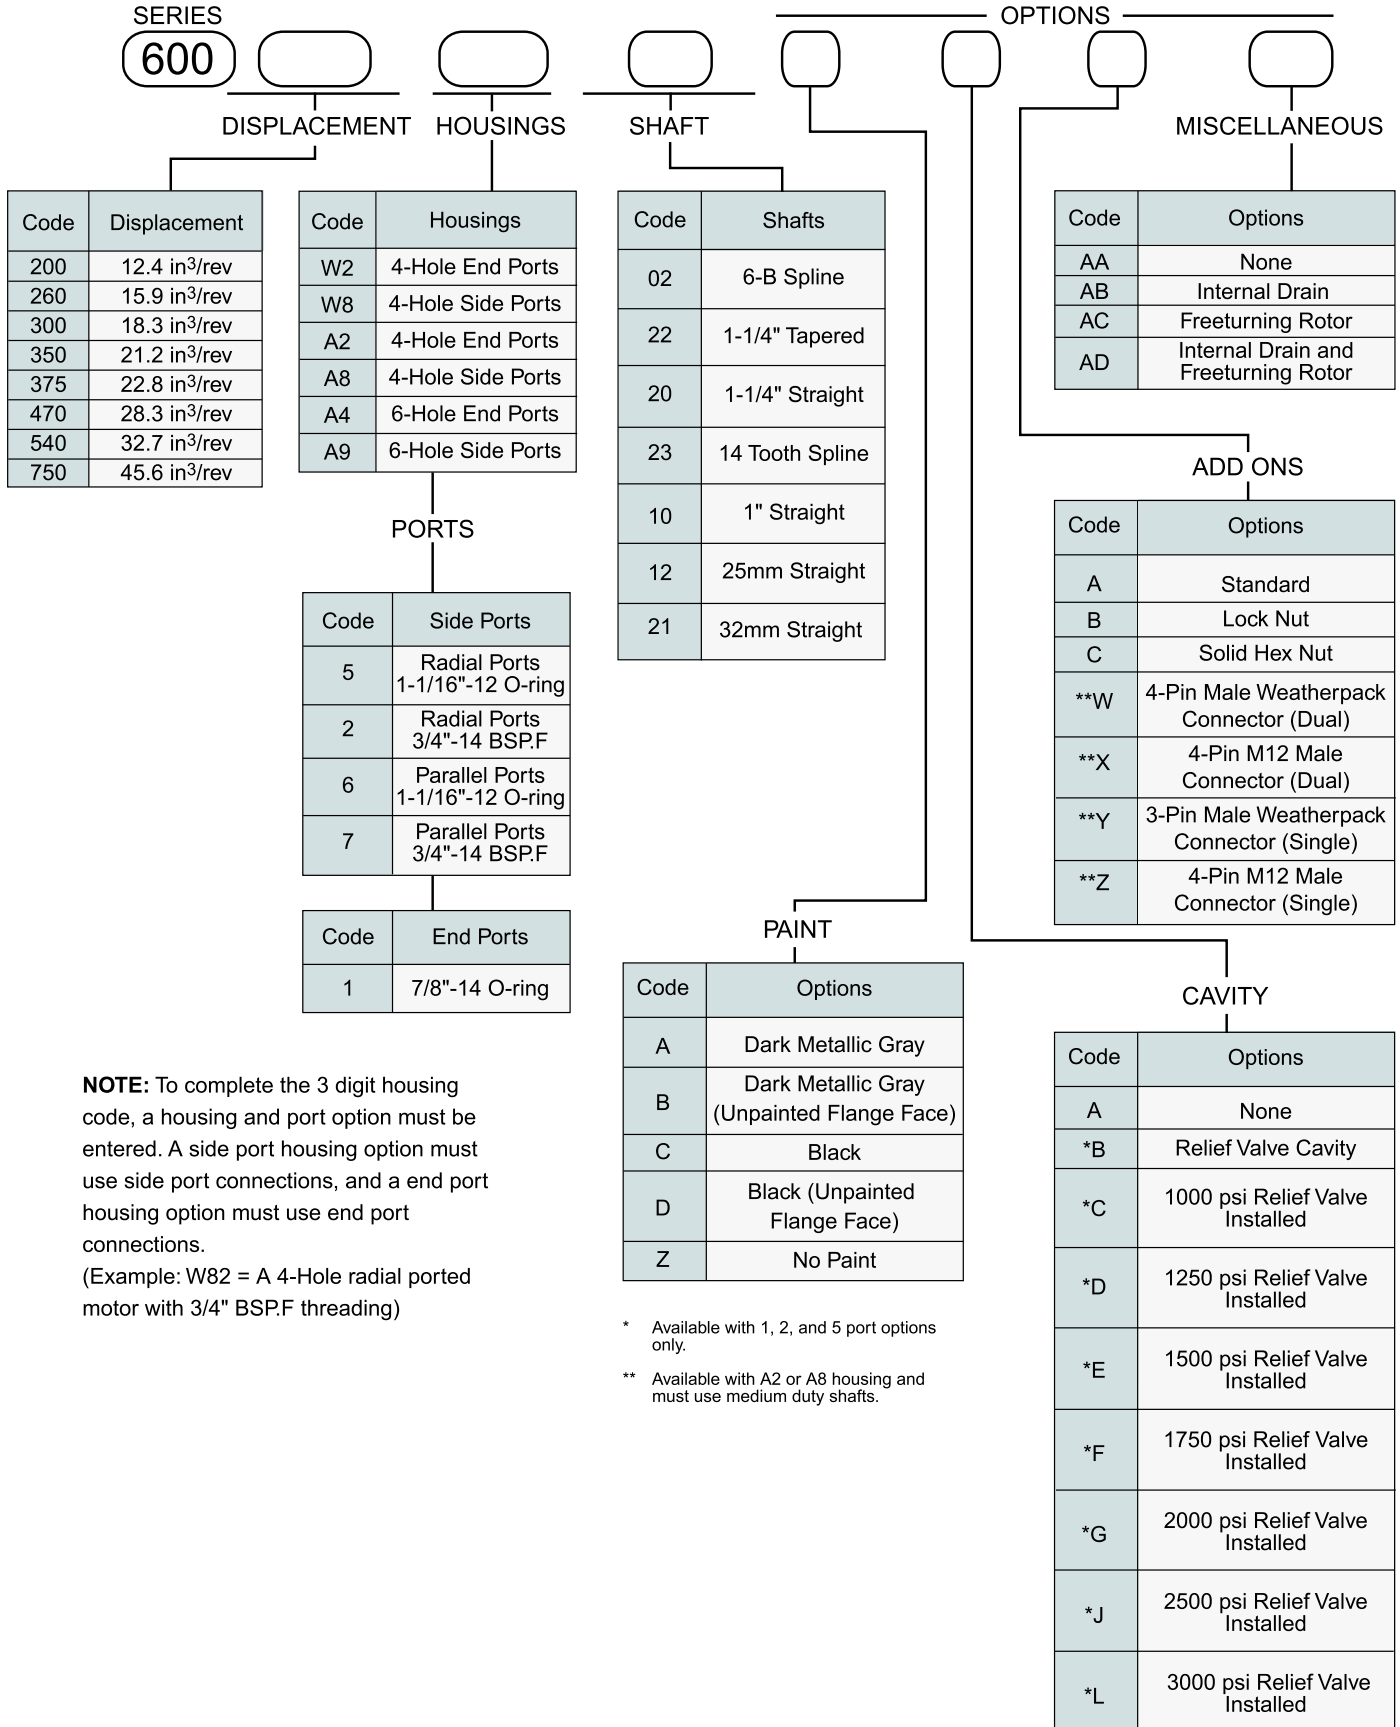 SERIES
OPTIONS
600
DISPLACEMENT
HOUSINGS
SHAFT
MISCELLANEOUS
Code Displacement
200 12.4 in³/rev
260 15.9 in³/rev
300 18.3 in³/rev
350 21.2 in³/rev
375 22.8 in³/rev
470 28.3 in³/rev
540 32.7 in³/rev
750 45.6 in³/rev
Code Housings
W2 4-Hole End Ports
W8 4-Hole Side Ports
A2 4-Hole End Ports
A8 4-Hole Side Ports
A4 6-Hole End Ports
A9 6-Hole Side Ports
PORTS
Code Side Ports
5 Radial Ports
1-1/16"-12 O-ring
2 Radial Ports
3/4"-14 BSP.F
6 Parallel Ports
1-1/16"-12 O-ring
7 Parallel Ports
3/4"-14 BSP.F
Code End Ports
1 7/8"-14 O-ring
NOTE: To complete the 3 digit housing
code, a housing and port option must be
entered. A side port housing option must
use side port connections, and a end port
housing option must use end port
connections.
(Example: W82 = A 4-Hole radial ported
motor with 3/4" BSP.F threading)
Code Shafts
02 6-B Spline
22 1-1/4" Tapered
20 1-1/4" Straight
23 14 Tooth Spline
10 1" Straight
12 25mm Straight
21 32mm Straight
PAINT
Code Options
A Dark Metallic Gray
B Dark Metallic Gray
(Unpainted Flange Face)
C Black
D Black (Unpainted
Flange Face)
Z No Paint
* Available with 1, 2, and 5 port options
only.
** Available with A2 or A8 housing and
must use medium duty shafts.
Code Options
AA None
AB Internal Drain
AC Freeturning Rotor
AD Internal Drain and
Freeturning Rotor
ADD ONS
Code Options
A Standard
B Lock Nut
C Solid Hex Nut
**W 4-Pin Male Weatherpack
Connector (Dual)
**X 4-Pin M12 Male
Connector (Dual)
**Y 3-Pin Male Weatherpack
Connector (Single)
**Z 4-Pin M12 Male
Connector (Single)
CAVITY
Code Options
A None
*B Relief Valve Cavity
*C 1000 psi Relief Valve
Installed
*D 1250 psi Relief Valve
Installed
*E 1500 psi Relief Valve
Installed
*F 1750 psi Relief Valve
Installed
*G 2000 psi Relief Valve
Installed
*J 2500 psi Relief Valve
Installed
*L 3000 psi Relief Valve
Installed